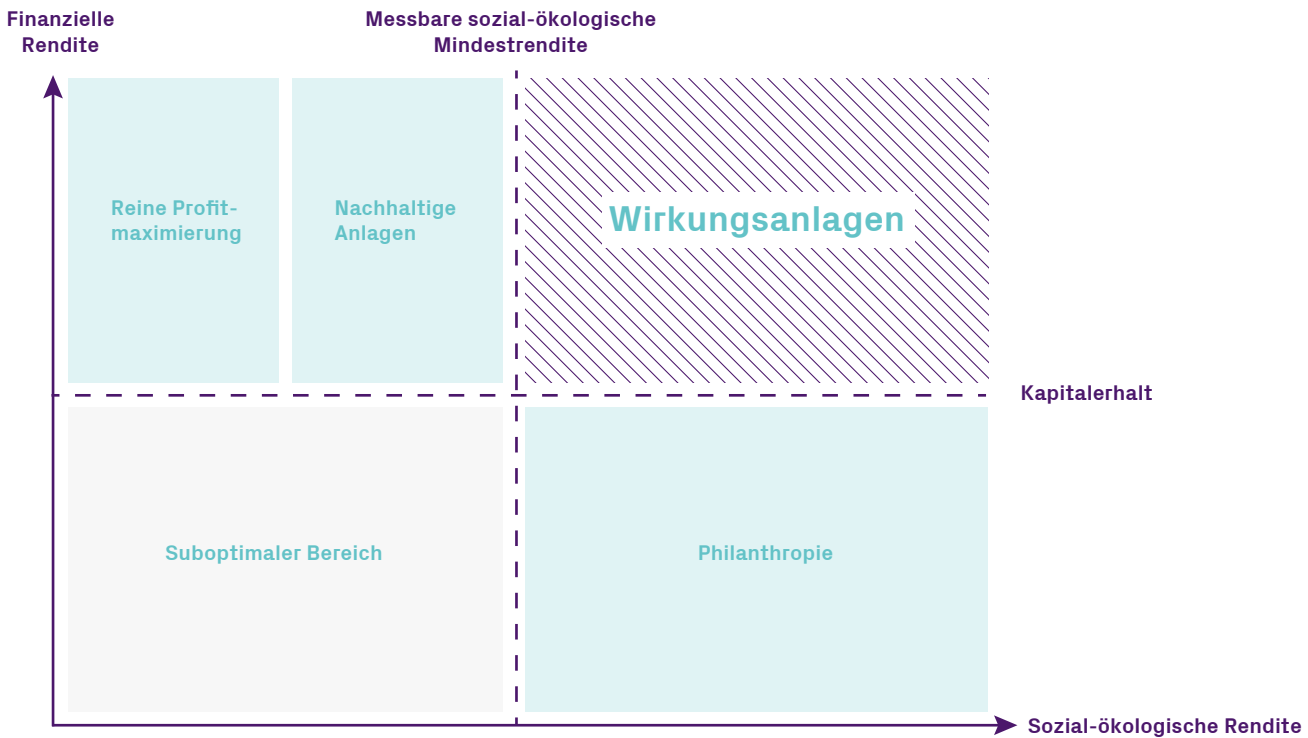 Finanzielle
Rendite
Messbare sozial-ökologische
Mindestrendite
Reine Profit-
maximierung
Nachhaltige
Anlagen
Wirkungsanlagen
Kapitalerhalt
Suboptimaler Bereich
Philanthropie
Sozial-ökologische Rendite